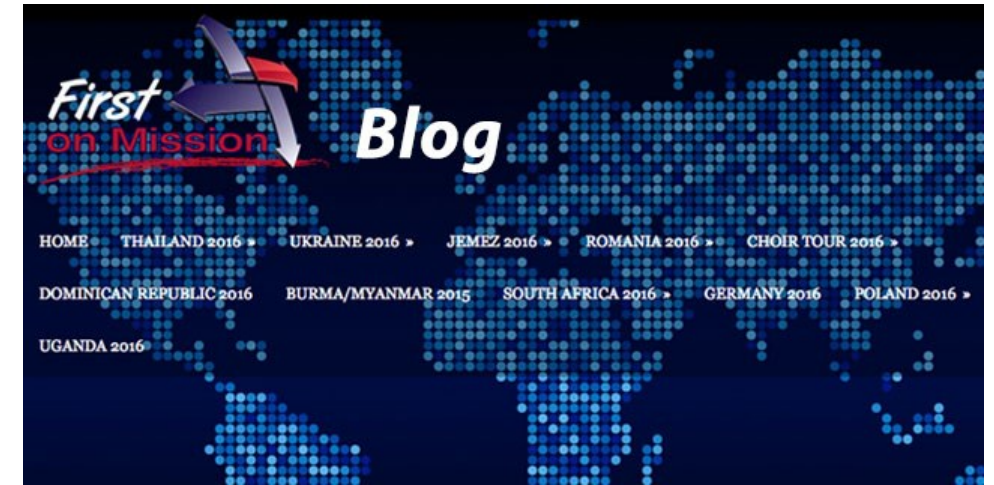 First
on Mission
Blog
HOME THAILAND 2016 » UKRAINE 2016 » JEMEZ 2016 » ROMANIA 2016 » CHOIR TOUR 2016 »
DOMINICAN REPUBLIC 2016 BURMA/MYANMAR 2015 SOUTH AFRICA 2016 » GERMANY 2016 POLAND 2016 »
UGANDA 2016